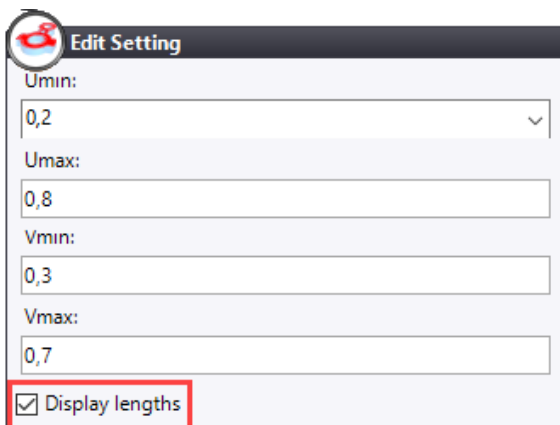 Edit Setting
Umin:
0,2
Umax:
0,8
Vmin:
0,3
Vmax:
0,7
Display lengths